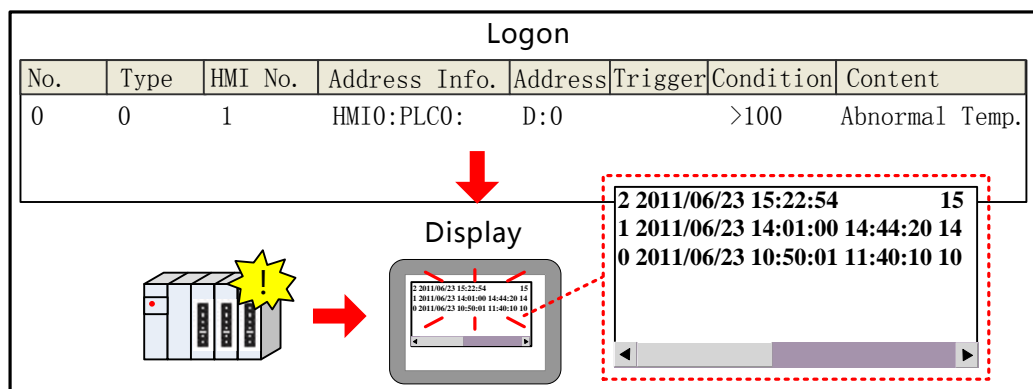 Logon
No. Type HMI No. Address Info. Address Trigger Condition Content
0 0 1 HMI0:PLC0: D:0 >100 Abnormal Temp.
2 2011/06/23 15:22:54 15
1 2011/06/23 14:01:00 14:44:20 14
0 2011/06/23 10:50:01 11:40:10 10
Display
!
2 2011/06/23 15:22:54 15
1 2011/06/23 14:01:00 14:44:20 14
0 2011/06/23 10:50:01 11:40:10 10